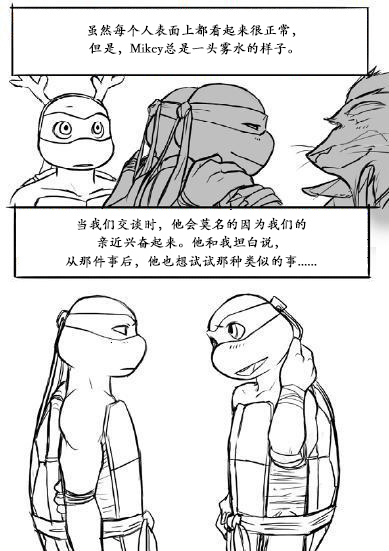 虽然每个人表面上都看起来很正常，
但是，Mikcy总是一头雾水的样子。
当我们交谈时，他会莫名的因为我们的
亲近兴奋起来。他和我坦白说，
从那件事后，他也想试试那种类似的事......